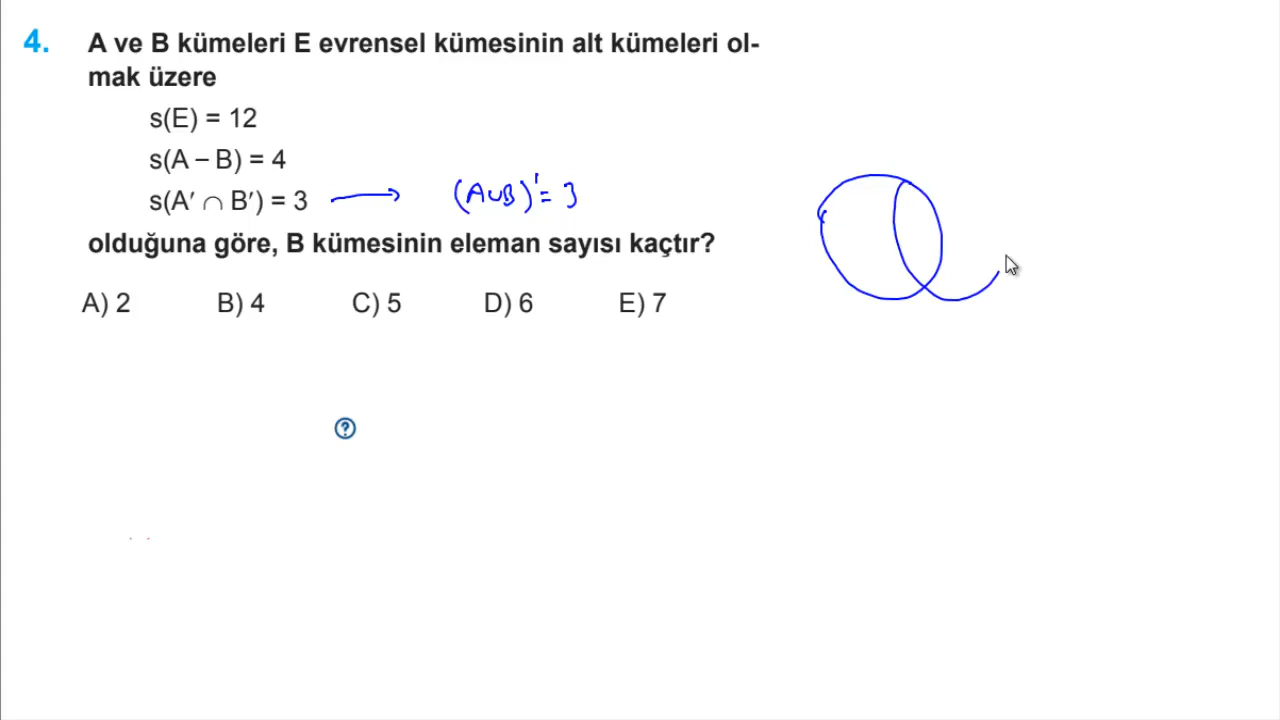 4. A ve B kümeleri E evrensel kümesinin alt kümeleri ol-
mak üzere
s(E) = 12
s(A − B) = 4
s(A′ ∩ B′) = 3 → (A∪B)' = 3
olduğuna göre, B kümesinin eleman sayısı kaçtır?
A) 2 B) 4 C) 5 D) 6 E) 7